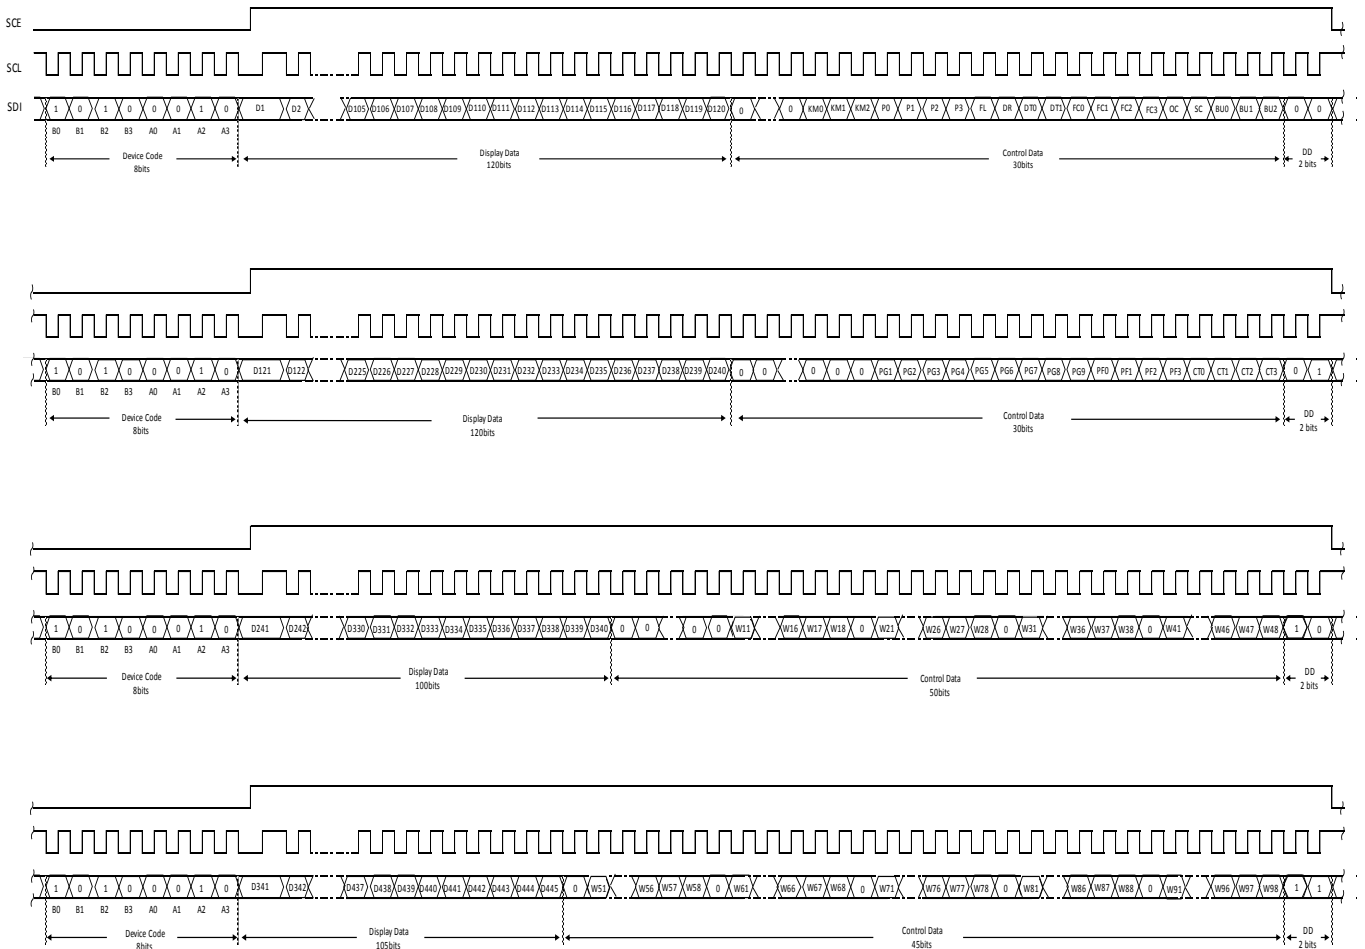 SCE
SCL
SDI 1 0 1 0 0 0 1 0 D1 D2 D105 D106 D107 D108 D109 D110 D111 D112 D113 D114 D115 D116 D117 D118 D119 D120 0 0 KM0 KM1 KM2 P0 P1 P2 P3 FL DR DT0 DT1 FC0 FC1 FC2 FC3 OC SC BU0 BU1 BU2 0 0
B0 B1 B2 B3 A0 A1 A2 A3
Device Code Display Data Control Data DD
8bits 120bits 30bits 2 bits
1 0 1 0 0 0 1 0 D121 D122 D225 D226 D227 D228 D229 D230 D231 D232 D233 D234 D235 D236 D237 D238 D239 D240 0 0 0 0 0 PG1 PG2 PG3 PG4 PG5 PG6 PG7 PG8 PG9 PF0 PF1 PF2 PF3 CT0 CT1 CT2 CT3 0 1
B0 B1 B2 B3 A0 A1 A2 A3
Device Code Display Data Control Data DD
8bits 120bits 30bits 2 bits
1 0 1 0 0 0 1 0 D241 D242 D330 D331 D332 D333 D334 D335 D336 D337 D338 D339 D340 0 0 0 0 W11 W16 W17 W18 0 W21 W26 W27 W28 0 W31 W36 W37 W38 0 W41 W46 W47 W48 1 0
B0 B1 B2 B3 A0 A1 A2 A3
Device Code Display Data Control Data DD
8bits 100bits 50bits 2 bits
1 0 1 0 0 0 1 0 D341 D342 D437 D438 D439 D440 D441 D442 D443 D444 D445 0 W51 W56 W57 W58 0 W61 W66 W67 W68 0 W71 W76 W77 W78 0 W81 W86 W87 W88 0 W91 W96 W97 W98 1 1
B0 B1 B2 B3 A0 A1 A2 A3
Device Code Display Data Control Data DD
8bits 105bits 45bits 2 bits